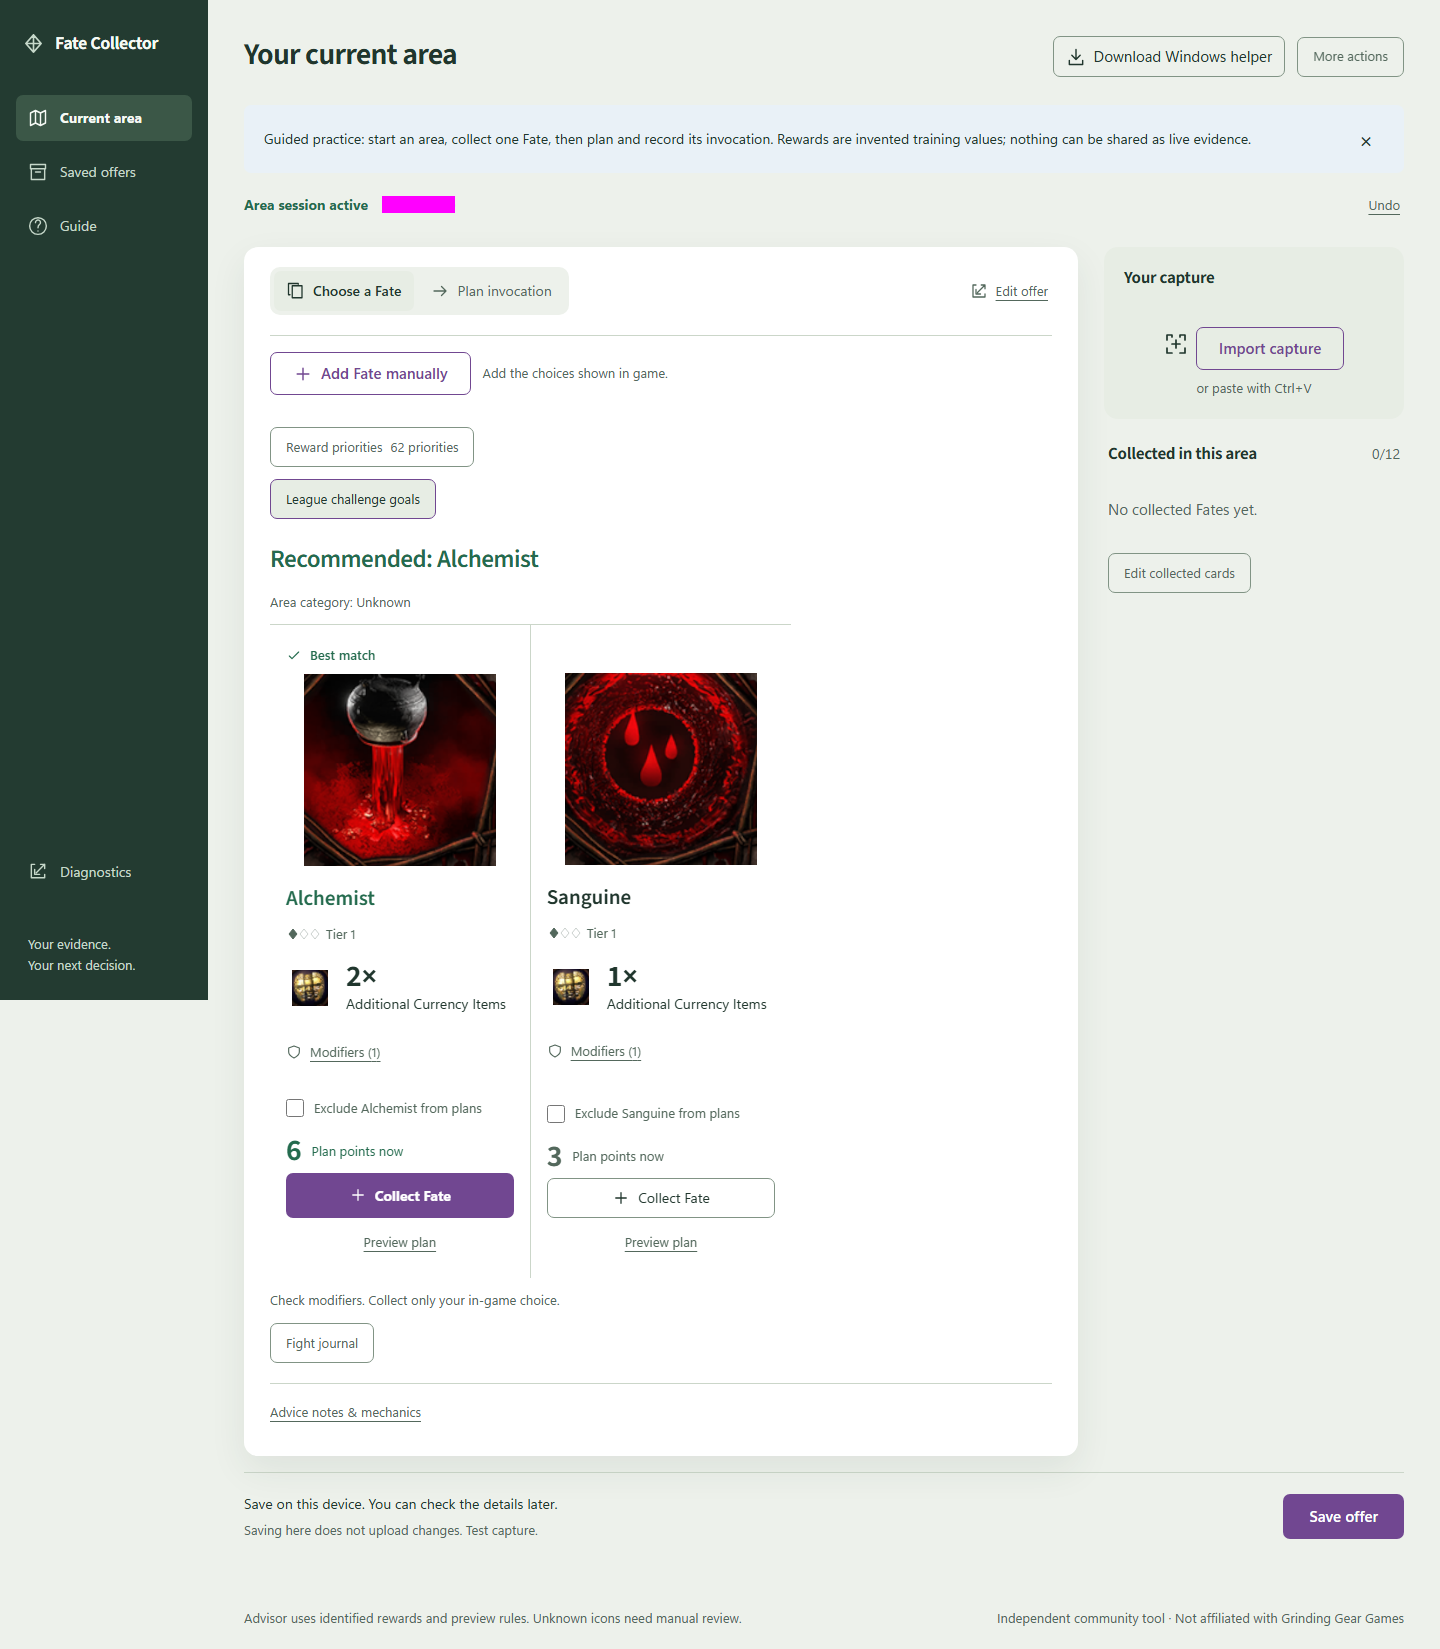 Fate Collector
Current area
Saved offers
Guide
Diagnostics
Your evidence.
Your next decision.
Your current area
Download Windows helper
More actions
Guided practice: start an area, collect one Fate, then plan and record its invocation. Rewards are invented training values; nothing can be shared as live evidence.
Area session active
Undo
Choose a Fate
Plan invocation
Edit offer
Add Fate manually
Add the choices shown in game.
Reward priorities 62 priorities
League challenge goals
Recommended: Alchemist
Area category: Unknown
Best match
Alchemist
Tier 1
2×
Additional Currency Items
Modifiers (1)
Exclude Alchemist from plans
6 Plan points now
Collect Fate
Preview plan
Sanguine
Tier 1
1×
Additional Currency Items
Modifiers (1)
Exclude Sanguine from plans
3 Plan points now
Collect Fate
Preview plan
Check modifiers. Collect only your in-game choice.
Fight journal
Advice notes & mechanics
Your capture
Import capture
or paste with Ctrl+V
Collected in this area
0/12
No collected Fates yet.
Edit collected cards
Save on this device. You can check the details later.
Saving here does not upload changes. Test capture.
Save offer
Advisor uses identified rewards and preview rules. Unknown icons need manual review.
Independent community tool · Not affiliated with Grinding Gear Games